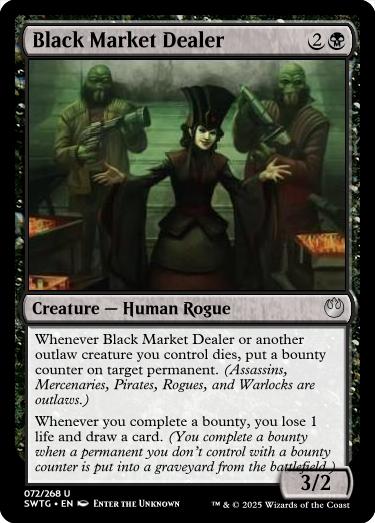 Black Market Dealer 2
Creature — Human Rogue
Whenever Black Market Dealer or another
outlaw creature you control dies, put a bounty
counter on target permanent. (Assassins,
Mercenaries, Pirates, Rogues, and Warlocks are
outlaws.)
Whenever you complete a bounty, you lose 1
life and draw a card. (You complete a bounty
when a permanent you don't control with a bounty
counter is put into a graveyard from the battlefield.)
3/2
072/268 U
SWTG • EN Enter the Unknown
™ & © 2025 Wizards of the Coast